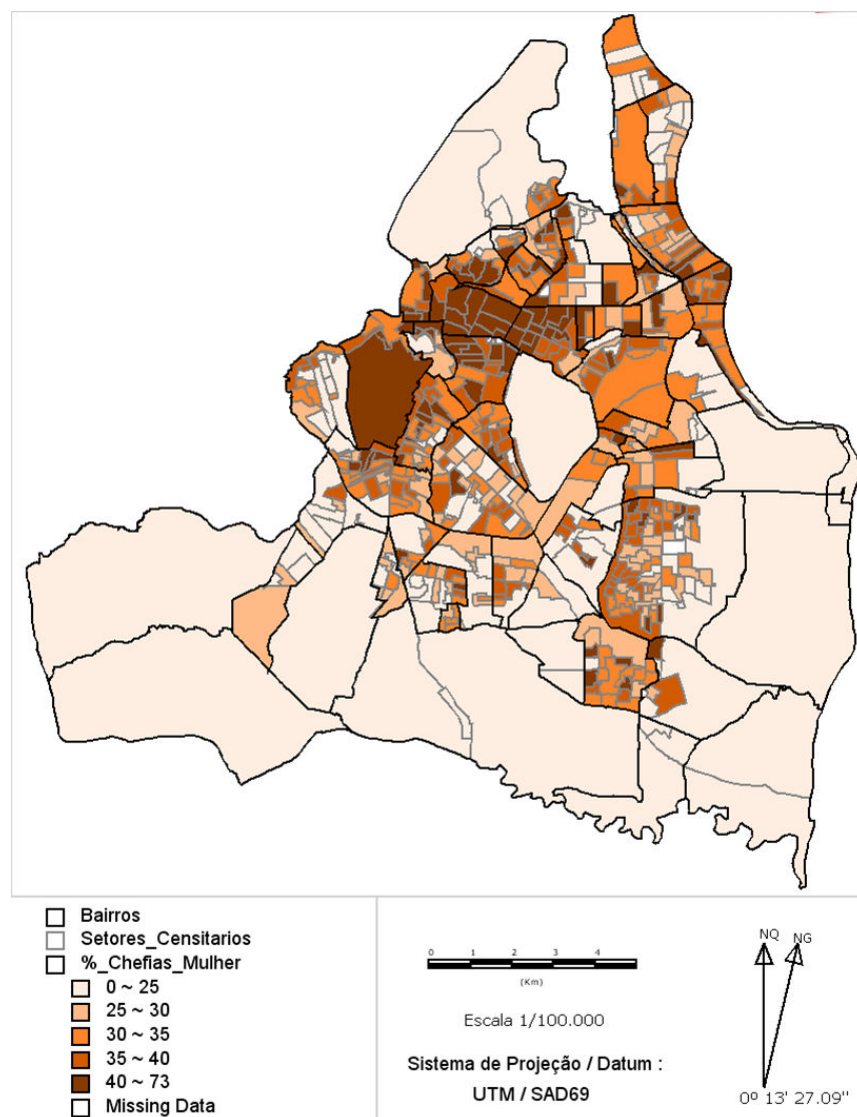 Bairros
Setores_Censitarios
%_Chefias_Mulher
0 ~ 25
25 ~ 30
30 ~ 35
35 ~ 40
40 ~ 73
Missing Data
0 1 2 3 4
(Km)
Escala 1/100.000
Sistema de Projeção / Datum :
UTM / SAD69
NQ NG
0º 13' 27.09"